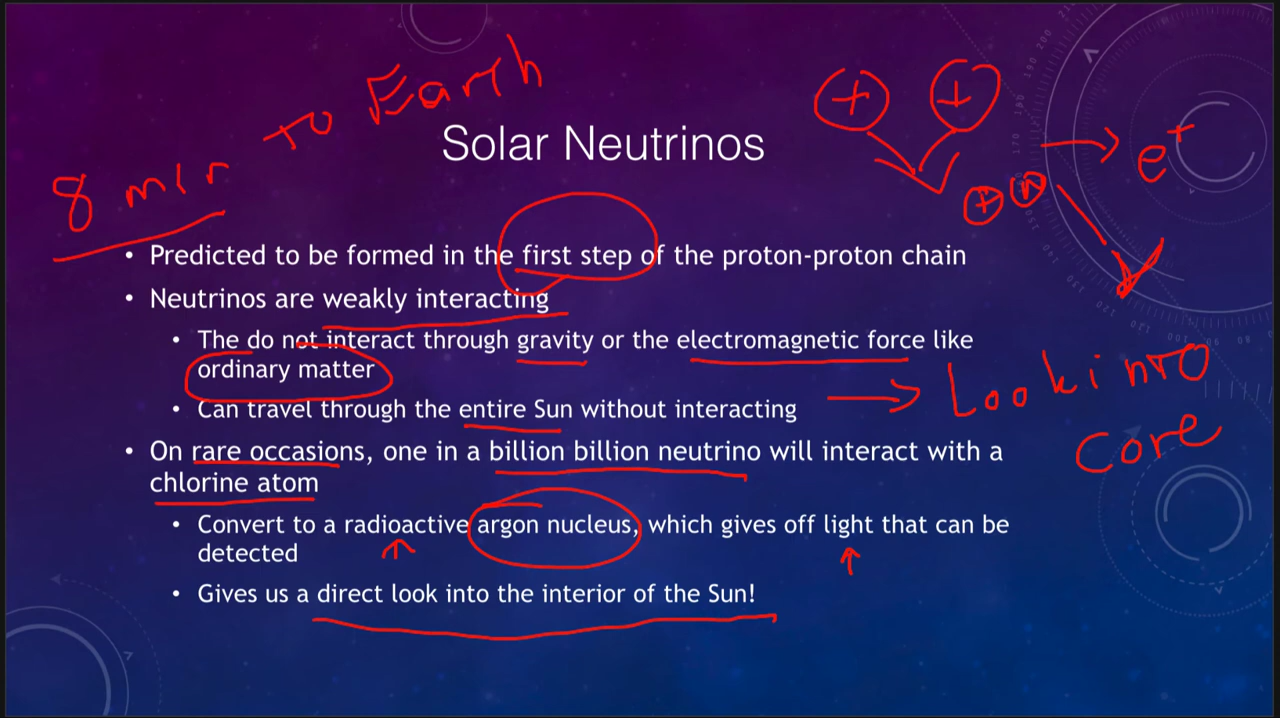 8 min to Earth
Solar Neutrinos
+ +
→ e+
+ n
• Predicted to be formed in the first step of the proton-proton chain
• Neutrinos are weakly interacting
• The do not interact through gravity or the electromagnetic force like
ordinary matter
• Can travel through the entire Sun without interacting
→ Look into
core
• On rare occasions, one in a billion billion neutrino will interact with a
chlorine atom
• Convert to a radioactive argon nucleus, which gives off light that can be
detected
• Gives us a direct look into the interior of the Sun!